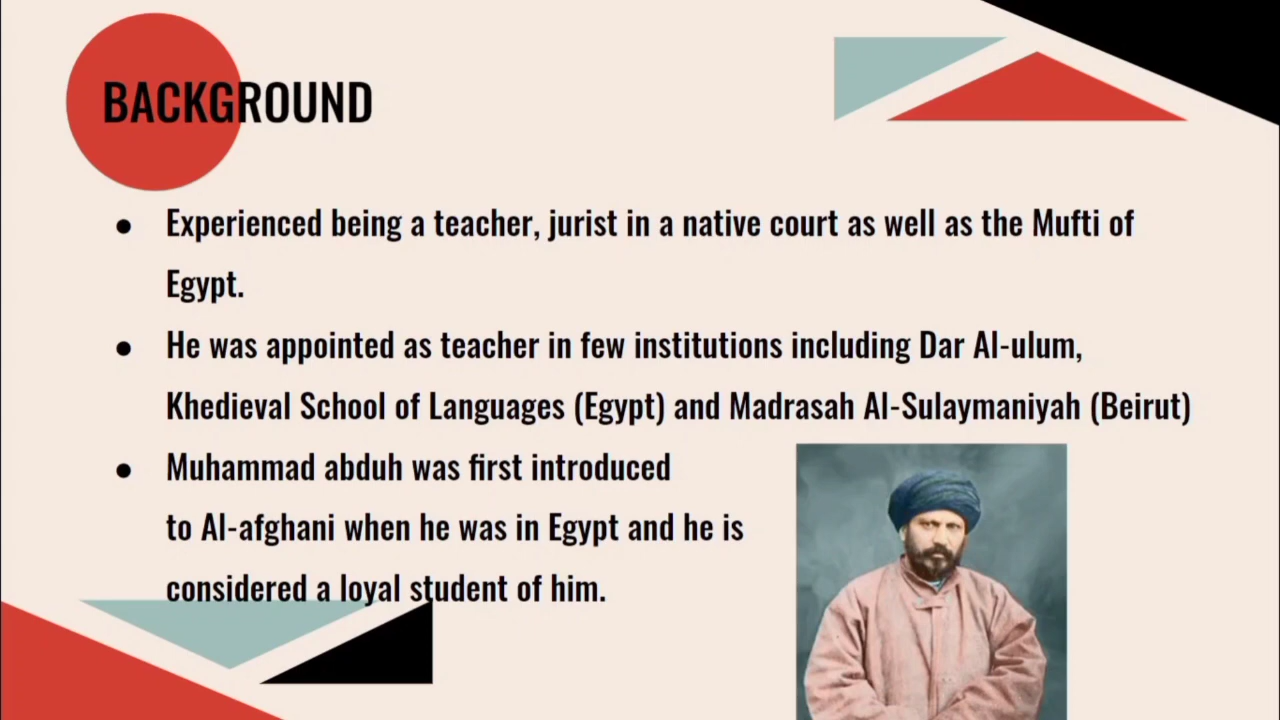 BACKGROUND
● Experienced being a teacher, jurist in a native court as well as the Mufti of
Egypt.
● He was appointed as teacher in few institutions including Dar Al-ulum,
Khedieval School of Languages (Egypt) and Madrasah Al-Sulaymaniyah (Beirut)
● Muhammad abduh was first introduced
to Al-afghani when he was in Egypt and he is
considered a loyal student of him.